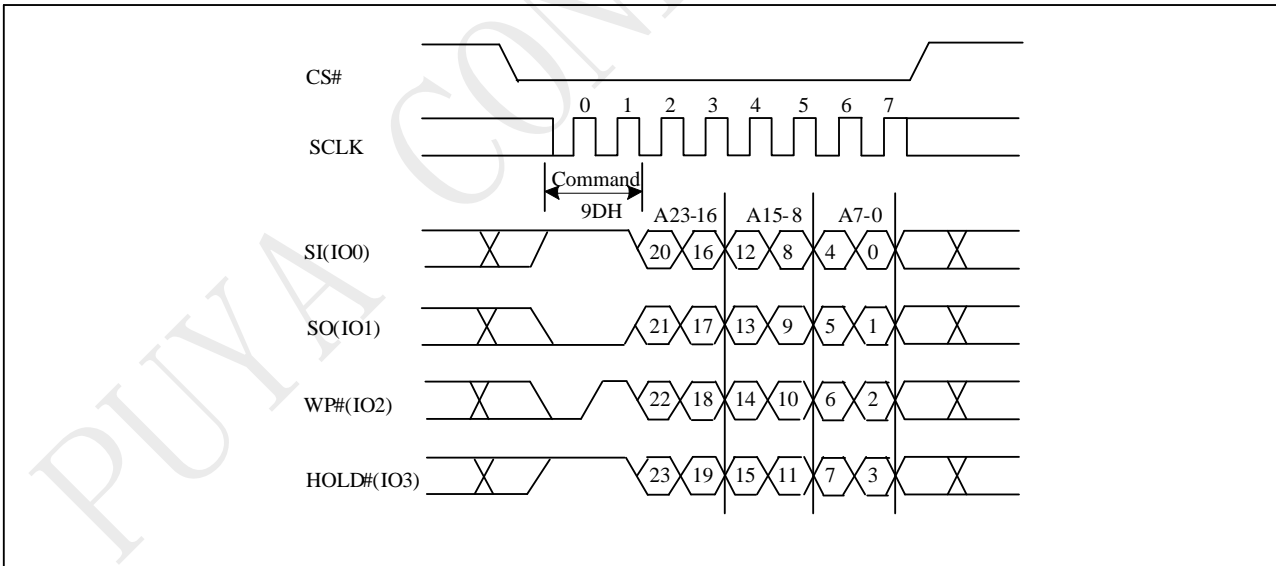 PUYA CON
CS#
0 1 2 3 4 5 6 7
SCLK
Command
9DH
A23-16 A15-8 A7-0
SI(IO0) 20 16 12 8 4 0
SO(IO1) 21 17 13 9 5 1
WP#(IO2) 22 18 14 10 6 2
HOLD#(IO3) 23 19 15 11 7 3